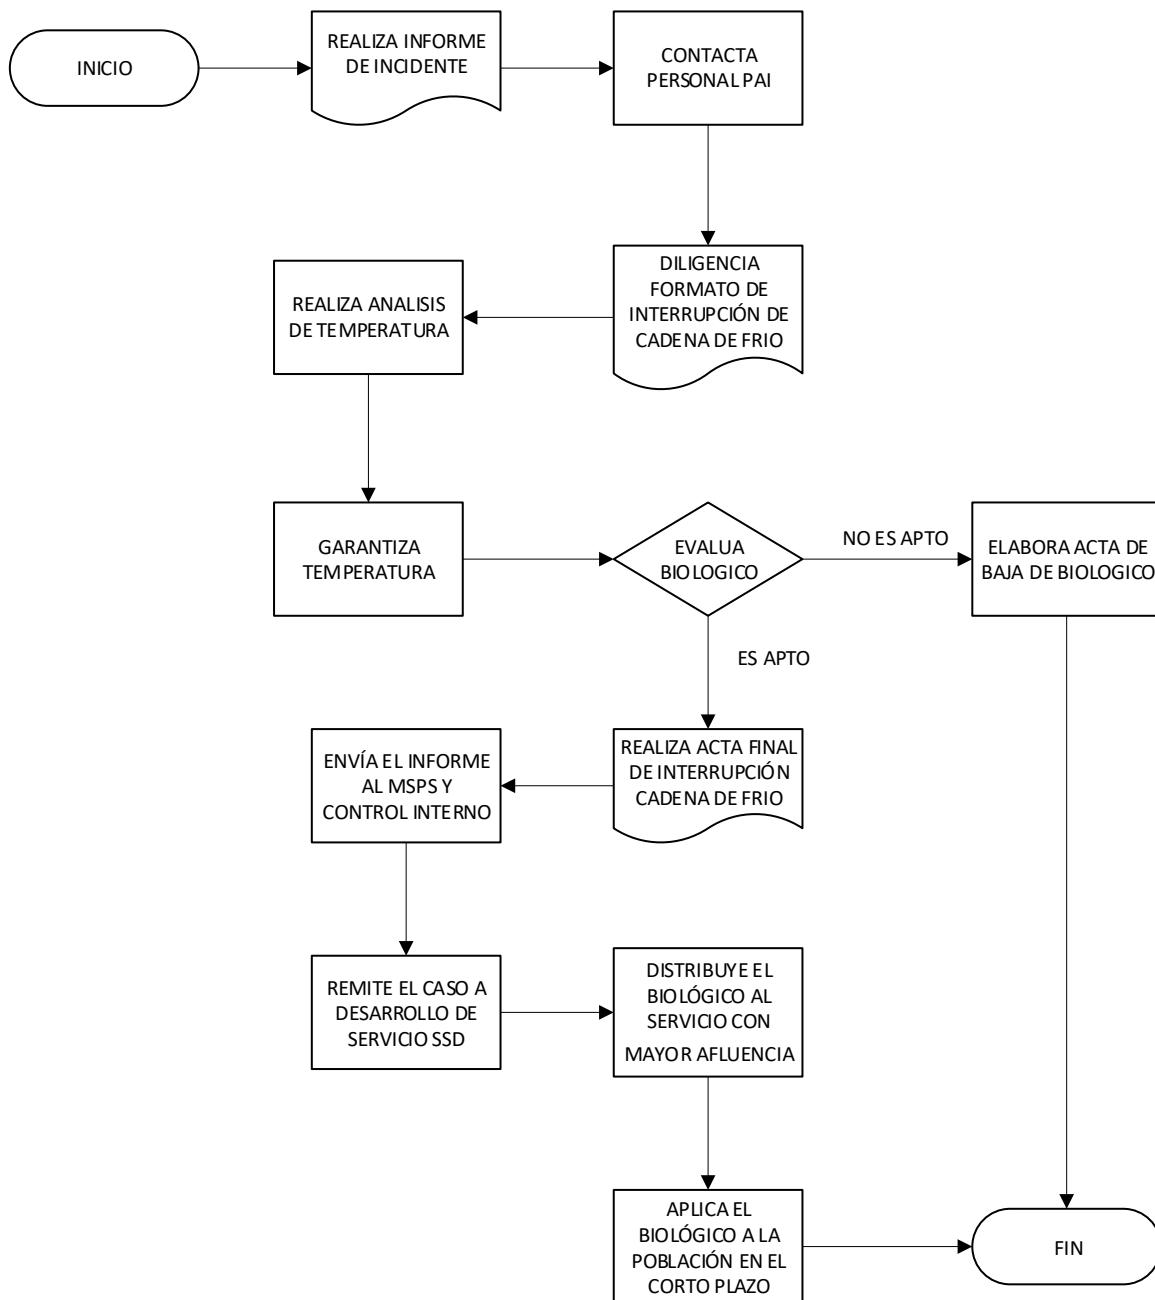 INICIO
REALIZA INFORME
DE INCIDENTE
CONTACTA
PERSONAL PAI
DILIGENCIA
FORMATO DE
INTERRUPCIÓN DE
CADENA DE FRIO
REALIZA ANALISIS
DE TEMPERATURA
GARANTIZA
TEMPERATURA
EVALUA
BIOLOGICO
NO ES APTO
ELABORA ACTA DE
BAJA DE BIOLOGICO
ES APTO
REALIZA ACTA FINAL
DE INTERRUPCIÓN
CADENA DE FRIO
ENVÍA EL INFORME
AL MSPS Y
CONTROL INTERNO
REMITE EL CASO A
DESARROLLO DE
SERVICIO SSD
DISTRIBUYE EL
BIOLÓGICO AL
SERVICIO CON
MAYOR AFLUENCIA
APLICA EL
BIOLÓGICO A LA
POBLACIÓN EN EL
CORTO PLAZO
FIN